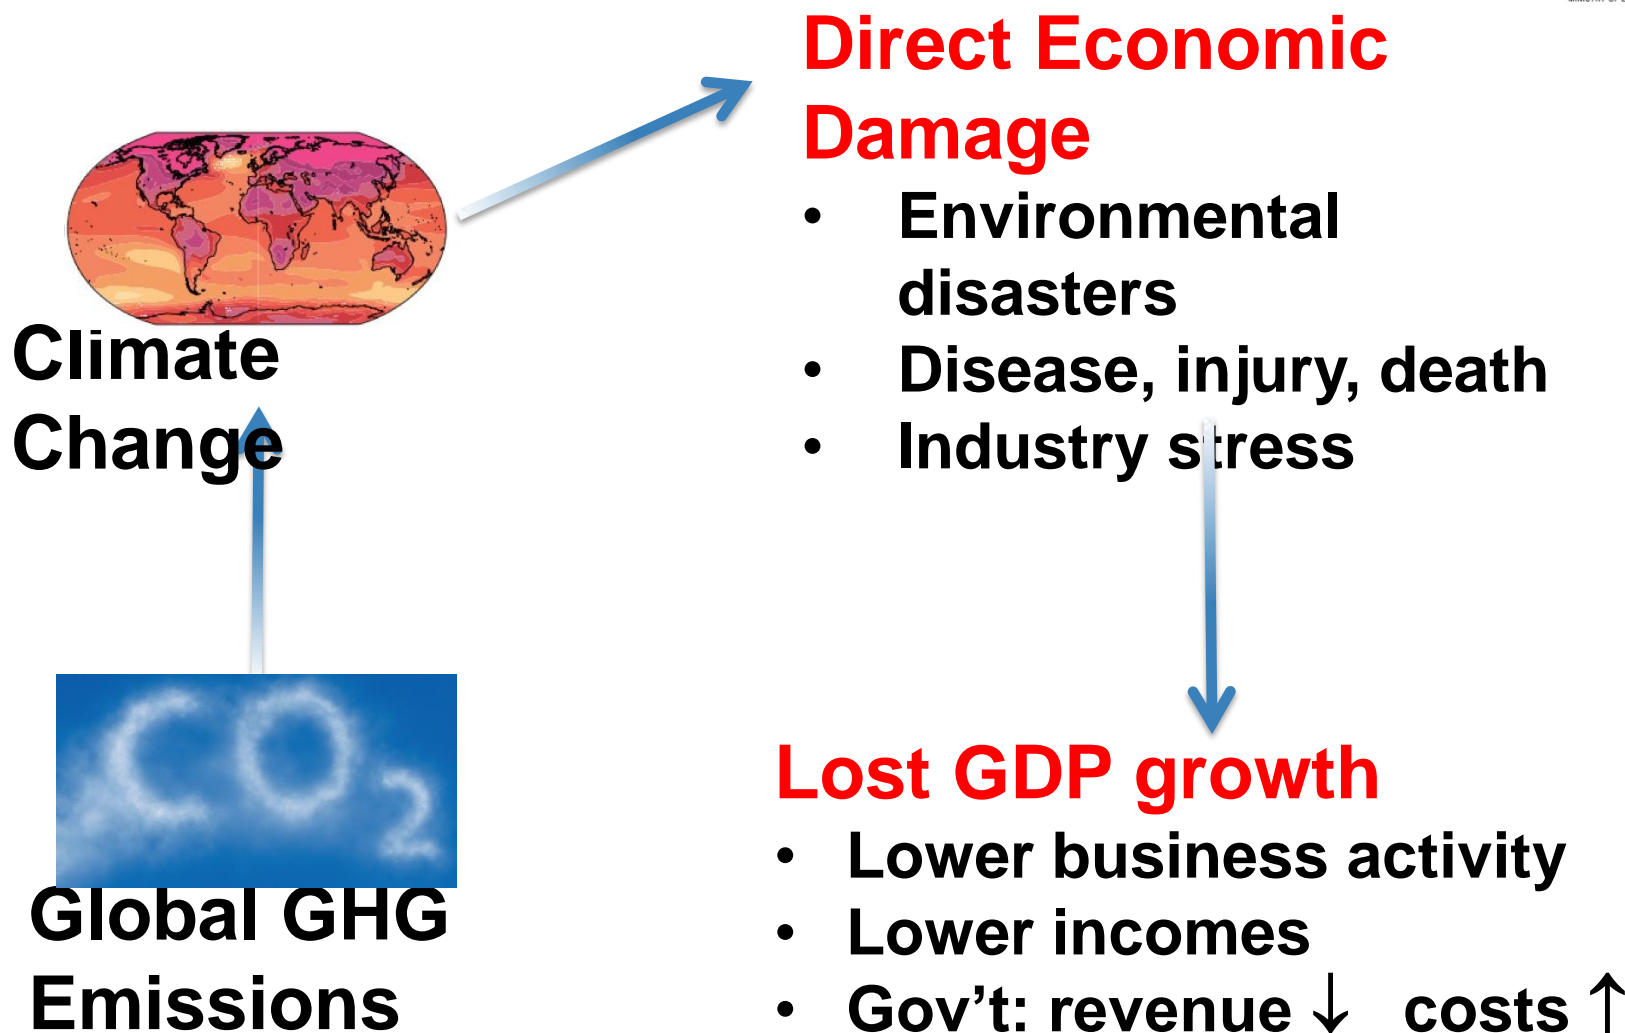 Direct Economic
Damage
• Environmental
disasters
• Disease, injury, death
• Industry stress
Climate
Change
CO2
Global GHG
Emissions
Lost GDP growth
• Lower business activity
• Lower incomes
• Gov’t: revenue ↓ costs ↑